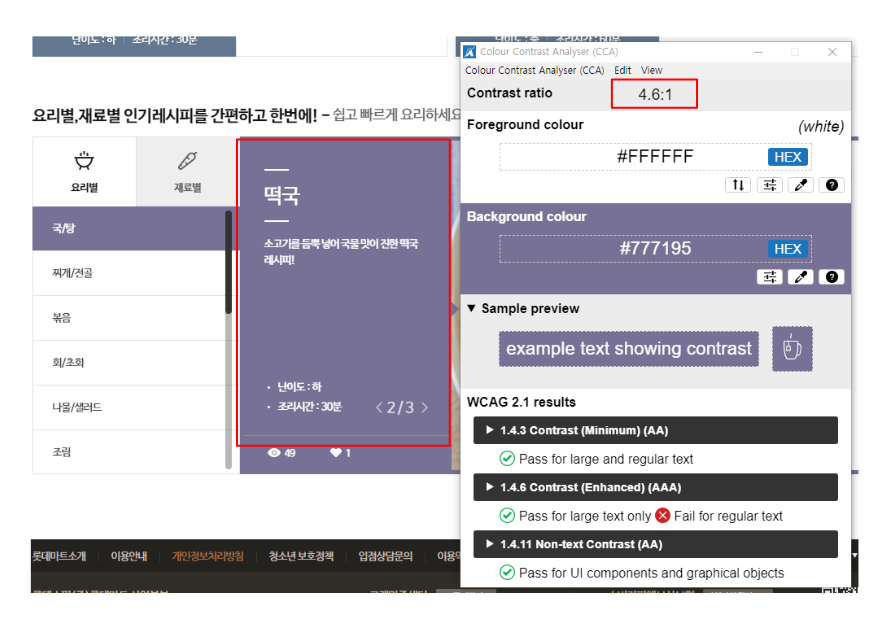 난이도 : 하 | 조리시간 : 30분
난이도 : 중 | 조리시간 : 60분
요리별,재료별 인기레시피를 간편하고 한번에! – 쉽고 빠르게 요리하세요
요리별
재료별
국/탕
찌개/전골
볶음
회/초회
나물/샐러드
조림
떡국
소고기를 듬뿍 넣어 국물 맛이 진한 떡국
레시피!
· 난이도 : 하
· 조리시간 : 30분
< 2/3 >
49
1
Colour Contrast Analyser (CCA)
Colour Contrast Analyser (CCA) Edit View
Contrast ratio 4.6:1
Foreground colour (white)
#FFFFFF HEX
Background colour
#777195 HEX
▼ Sample preview
example text showing contrast
WCAG 2.1 results
▶ 1.4.3 Contrast (Minimum) (AA)
Pass for large and regular text
▶ 1.4.6 Contrast (Enhanced) (AAA)
Pass for large text only Fail for regular text
▶ 1.4.11 Non-text Contrast (AA)
Pass for UI components and graphical objects
롯데마트소개 | 이용안내 | 개인정보처리방침 | 청소년 보호정책 | 입점상담문의